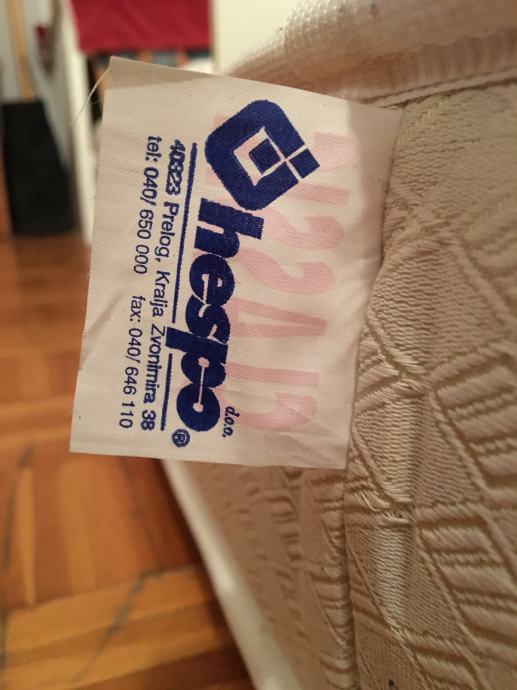 hespo d.o.o. ®
40323 Prelog, Kralja Zvonimira 38
tel: 040/ 650 000 fax: 040/ 646 110